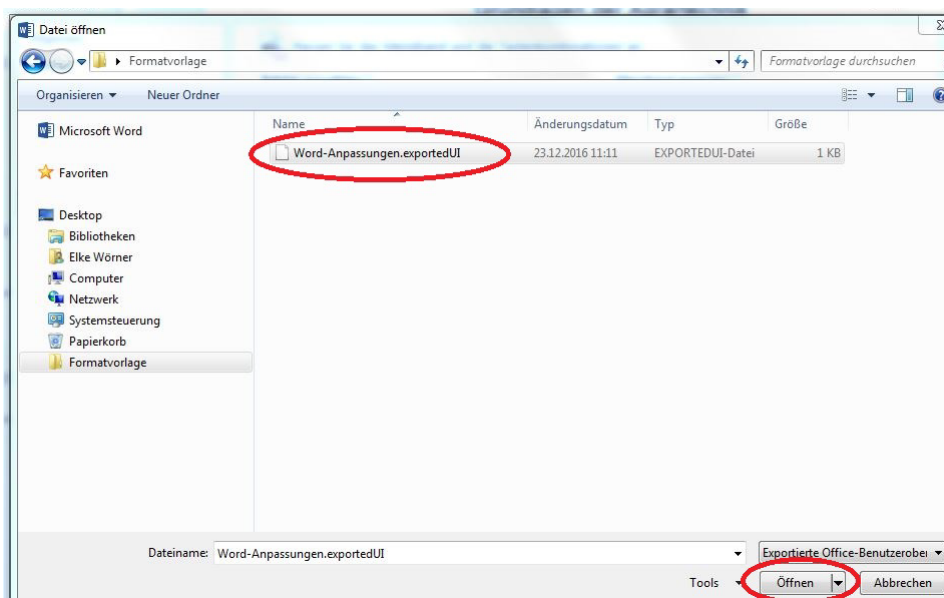 Datei öffnen
Formatvorlage
Formatvorlage durchsuchen
Organisieren
Neuer Ordner
Microsoft Word
Favoriten
Desktop
Bibliotheken
Elke Wörner
Computer
Netzwerk
Systemsteuerung
Papierkorb
Formatvorlage
Name Änderungsdatum Typ Größe
Word-Anpassungen.exportedUI 23.12.2016 11:11 EXPORTEDUI-Datei 1 KB
Dateiname: Word-Anpassungen.exportedUI Exportierte Office-Benutzerober
Tools Öffnen Abbrechen